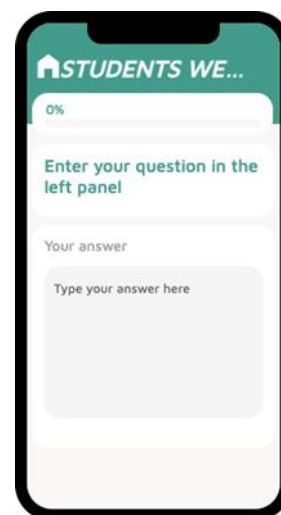 STUDENTS WE...
0%
Enter your question in the
left panel
Your answer
Type your answer here